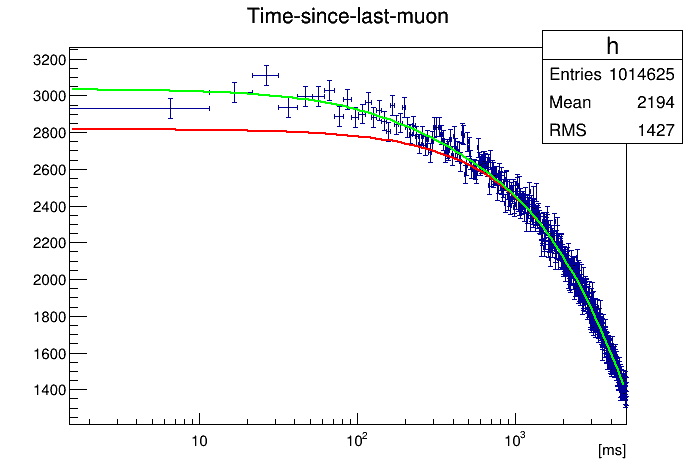 Time-since-last-muon
h
Entries 1014625
Mean 2194
RMS 1427
3200
3000
2800
2600
2400
2200
2000
1800
1600
1400
10
10²
10³
[ms]